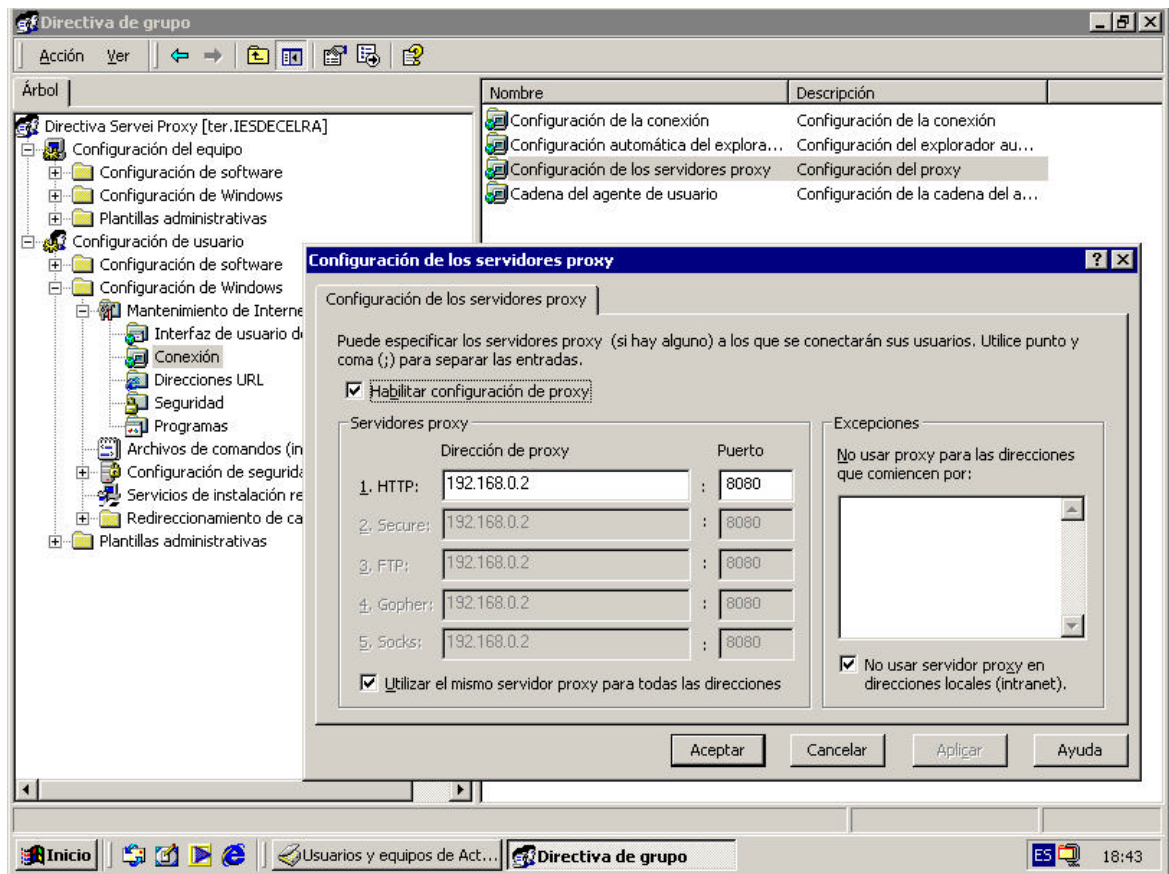 Directiva de grupo
Acción Ver
Árbol
Directiva Servei Proxy [ter.IESDECELRA]
Configuración del equipo
Configuración de software
Configuración de Windows
Plantillas administrativas
Configuración de usuario
Configuración de software
Configuración de Windows
Mantenimiento de Interne
Interfaz de usuario de
Conexión
Direcciones URL
Seguridad
Programas
Archivos de comandos (in
Configuración de segurida
Servicios de instalación re
Redireccionamiento de ca
Plantillas administrativas
Nombre Descripción
Configuración de la conexión Configuración de la conexión
Configuración automática del explora... Configuración del explorador au...
Configuración de los servidores proxy Configuración del proxy
Cadena del agente de usuario Configuración de la cadena del a...
Configuración de los servidores proxy
Configuración de los servidores proxy
Puede especificar los servidores proxy (si hay alguno) a los que se conectarán sus usuarios. Utilice punto y
coma (;) para separar las entradas.
Habilitar configuración de proxy
Servidores proxy
Dirección de proxy Puerto
1. HTTP: 192.168.0.2 : 8080
2. Secure: 192.168.0.2 : 8080
3. FTP: 192.168.0.2 : 8080
4. Gopher: 192.168.0.2 : 8080
5. Socks: 192.168.0.2 : 8080
Utilizar el mismo servidor proxy para todas las direcciones
Excepciones
No usar proxy para las direcciones
que comiencen por:
No usar servidor proxy en
direcciones locales (intranet).
Aceptar Cancelar Aplicar Ayuda
Inicio Usuarios y equipos de Act... Directiva de grupo ES 18:43